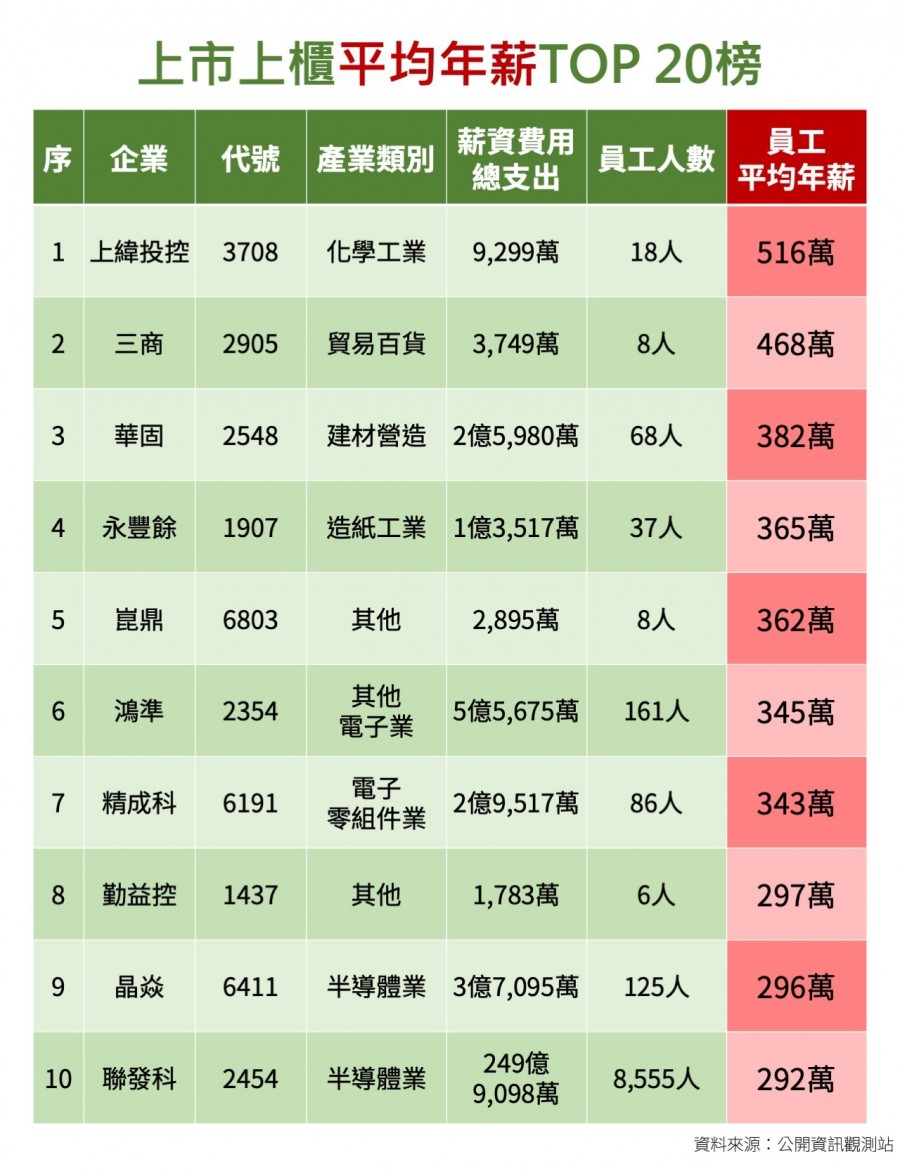 上市上櫃平均年薪TOP 20榜
序 企業 代號 產業類別 薪資費用總支出 員工人數 員工平均年薪
1 上緯投控 3708 化學工業 9,299萬 18人 516萬
2 三商 2905 貿易百貨 3,749萬 8人 468萬
3 華固 2548 建材營造 2億5,980萬 68人 382萬
4 永豐餘 1907 造紙工業 1億3,517萬 37人 365萬
5 崑鼎 6803 其他 2,895萬 8人 362萬
6 鴻準 2354 其他電子業 5億5,675萬 161人 345萬
7 精成科 6191 電子零組件業 2億9,517萬 86人 343萬
8 勤益控 1437 其他 1,783萬 6人 297萬
9 晶焱 6411 半導體業 3億7,095萬 125人 296萬
10 聯發科 2454 半導體業 249億9,098萬 8,555人 292萬
資料來源：公開資訊觀測站